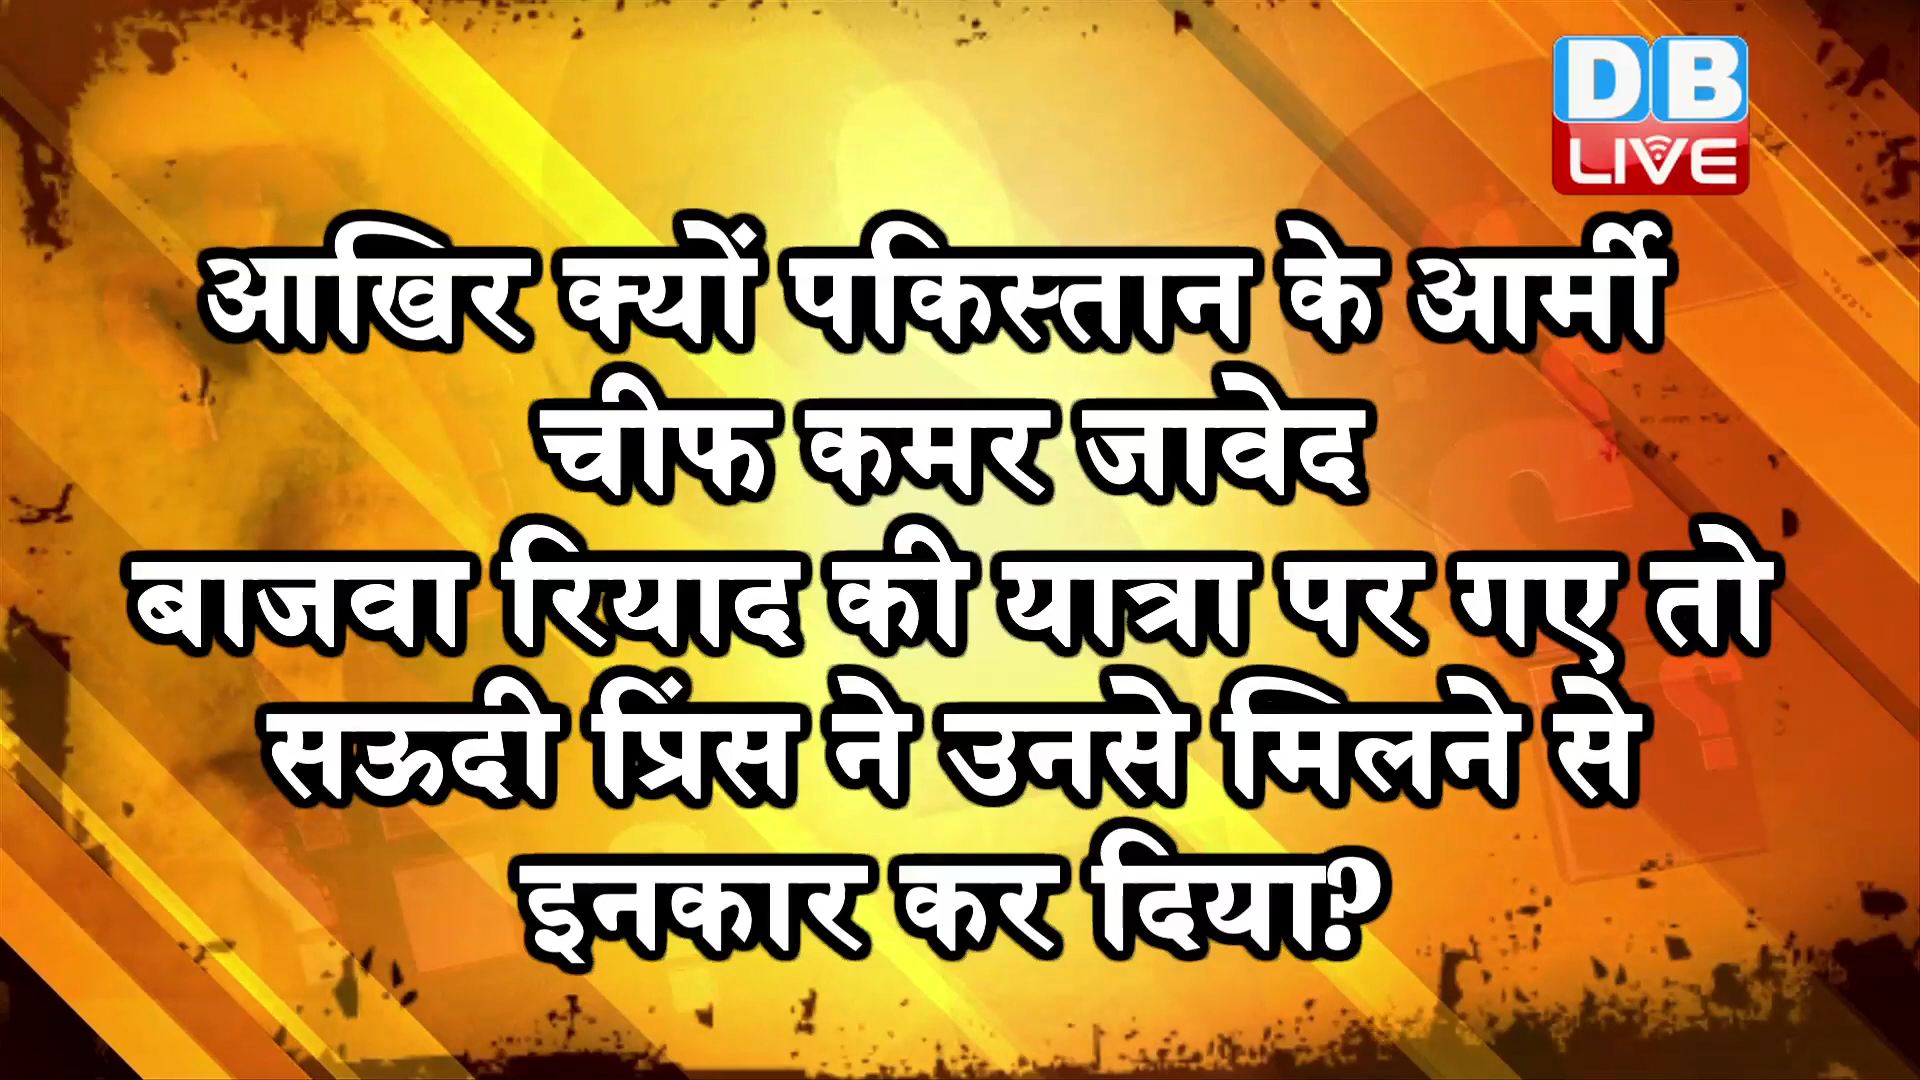 DB
LIVE
आखिर क्यों पकिस्तान के आर्मी
चीफ कमर जावेद
बाजवा रियाद की यात्रा पर गए तो
सऊदी प्रिंस ने उनसे मिलने से
इनकार कर दिया?